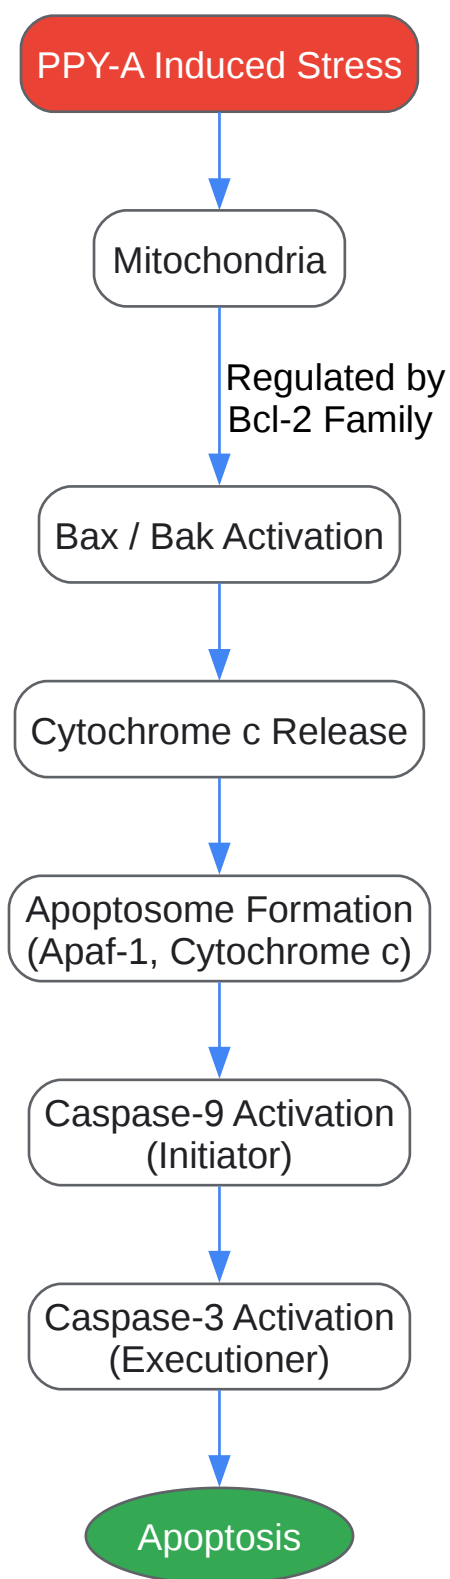 PPY-A Induced Stress
Mitochondria
Regulated by
Bcl-2 Family
Bax / Bak Activation
Cytochrome c Release
Apoptosome Formation
(Apaf-1, Cytochrome c)
Caspase-9 Activation
(Initiator)
Caspase-3 Activation
(Executioner)
Apoptosis